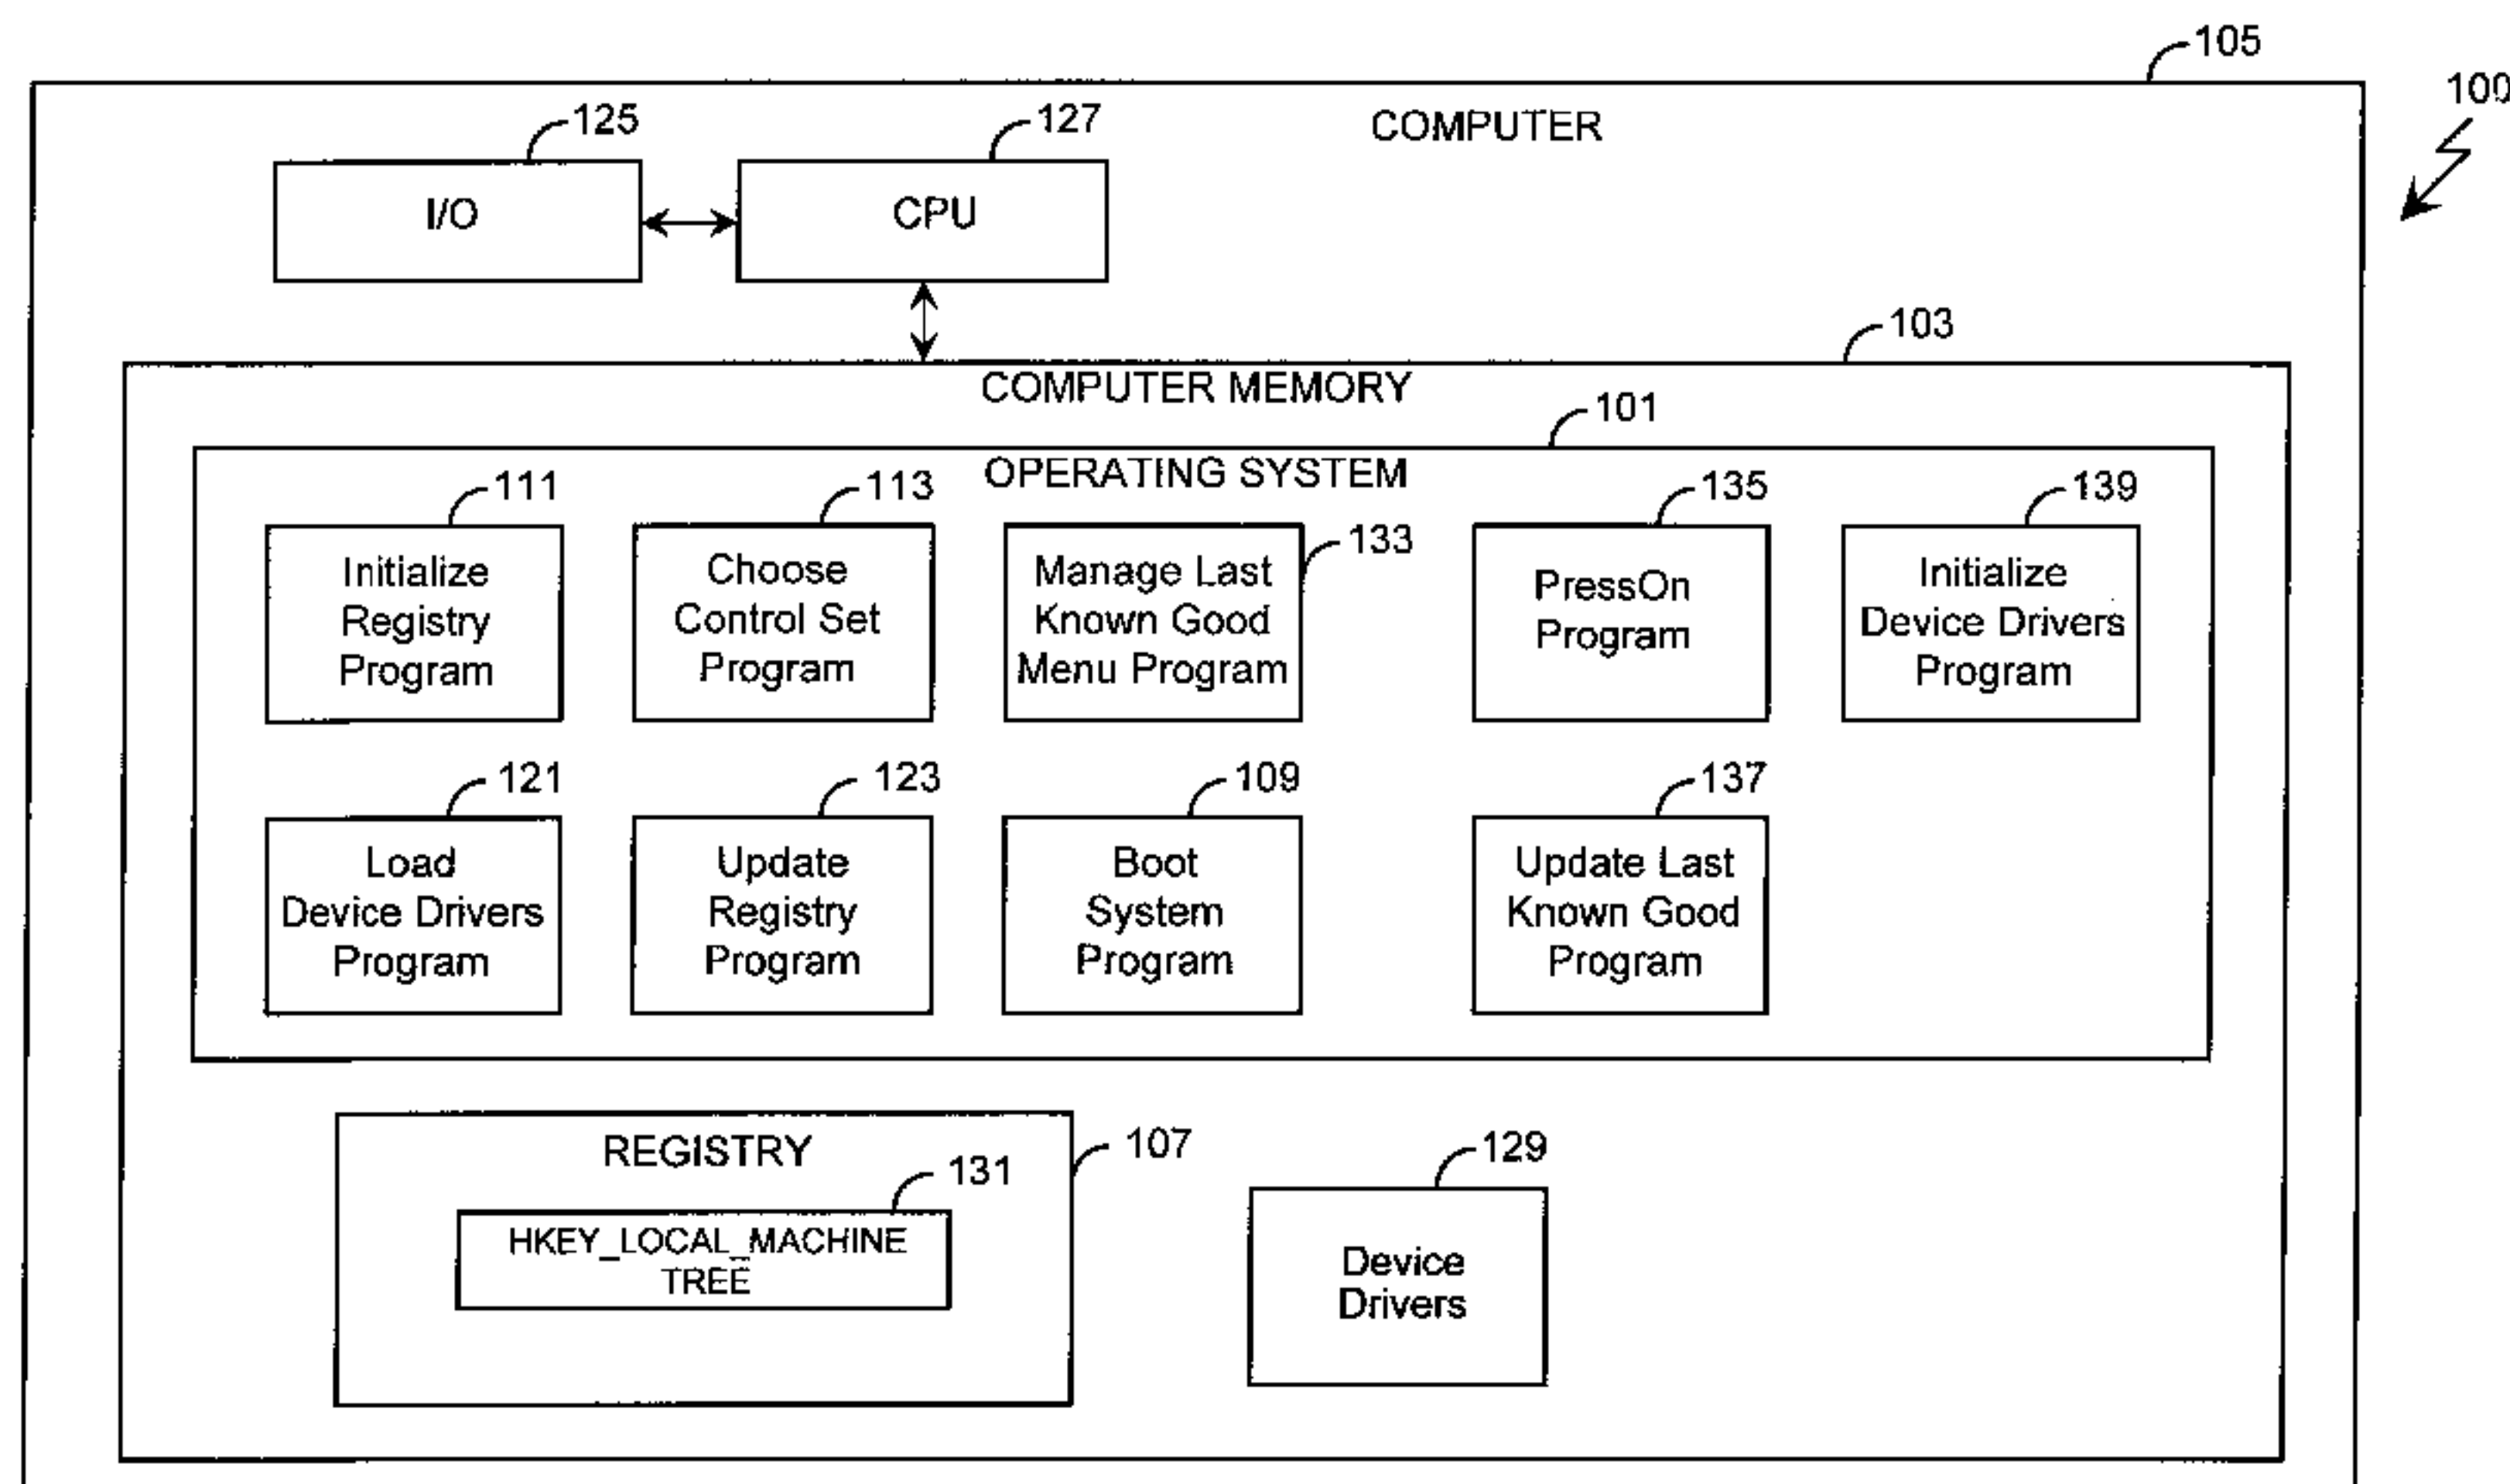 105
100
COMPUTER
125
127
I/O
CPU
103
COMPUTER MEMORY
101
OPERATING SYSTEM
111
113
133
135
139
Initialize
Registry
Program
Choose
Control Set
Program
Manage Last
Known Good
Menu Program
PressOn
Program
Initialize
Device Drivers
Program
121
123
109
137
Load
Device Drivers
Program
Update
Registry
Program
Boot
System
Program
Update Last
Known Good
Program
REGISTRY
107
131
HKEY_LOCAL_MACHINE
TREE
129
Device
Drivers